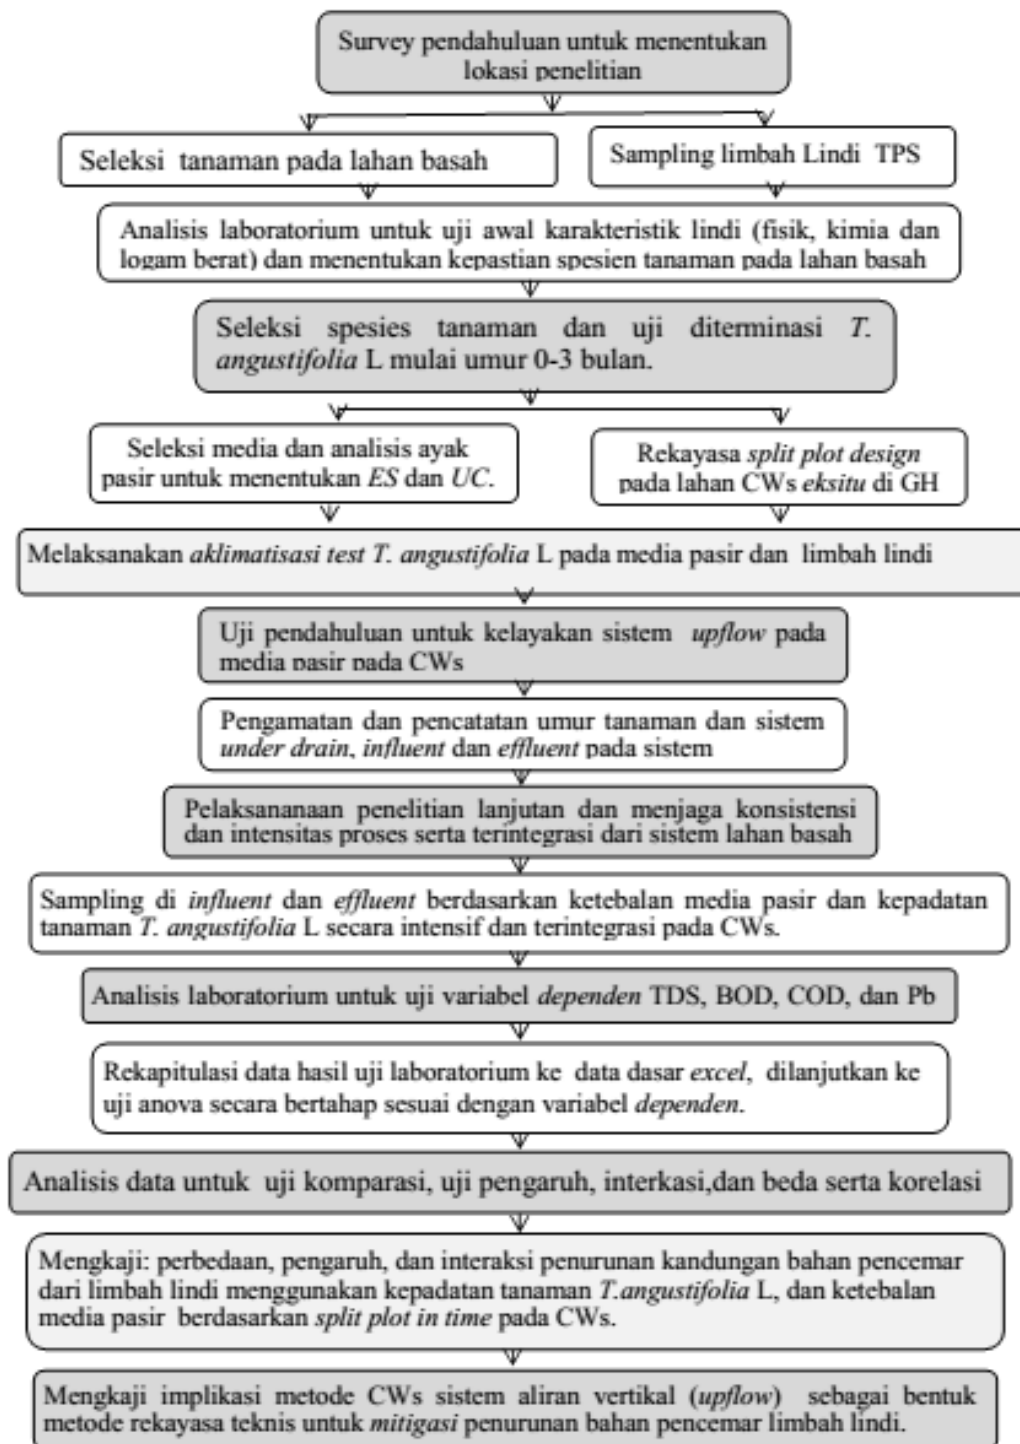 Survey pendahuluan untuk menentukan
lokasi penelitian
Seleksi tanaman pada lahan basah
Sampling limbah Lindi TPS
Analisis laboratorium untuk uji awal karakteristik lindi (fisik, kimia dan
logam berat) dan menentukan kepastian spesien tanaman pada lahan basah
Seleksi spesies tanaman dan uji diterminasi T.
angustifolia L mulai umur 0-3 bulan.
Seleksi media dan analisis ayak
pasir untuk menentukan ES dan UC.
Rekayasa split plot design
pada lahan CWs eksitu di GH
Melaksanakan aklimatisasi test T. angustifolia L pada media pasir dan limbah lindi
Uji pendahuluan untuk kelayakan sistem upflow pada
media pasir pada CWs
Pengamatan dan pencatatan umur tanaman dan sistem
under drain, influent dan effluent pada sistem
Pelaksananaan penelitian lanjutan dan menjaga konsistensi
dan intensitas proses serta terintegrasi dari sistem lahan basah
Sampling di influent dan effluent berdasarkan ketebalan media pasir dan kepadatan
tanaman T. angustifolia L secara intensif dan terintegrasi pada CWs.
Analisis laboratorium untuk uji variabel dependen TDS, BOD, COD, dan Pb
Rekapitulasi data hasil uji laboratorium ke data dasar excel, dilanjutkan ke
uji anova secara bertahap sesuai dengan variabel dependen.
Analisis data untuk uji komparasi, uji pengaruh, interkasi,dan beda serta korelasi
Mengkaji: perbedaan, pengaruh, dan interaksi penurunan kandungan bahan pencemar
dari limbah lindi menggunakan kepadatan tanaman T.angustifolia L, dan ketebalan
media pasir berdasarkan split plot in time pada CWs.
Mengkaji implikasi metode CWs sistem aliran vertikal (upflow) sebagai bentuk
metode rekayasa teknis untuk mitigasi penurunan bahan pencemar limbah lindi.